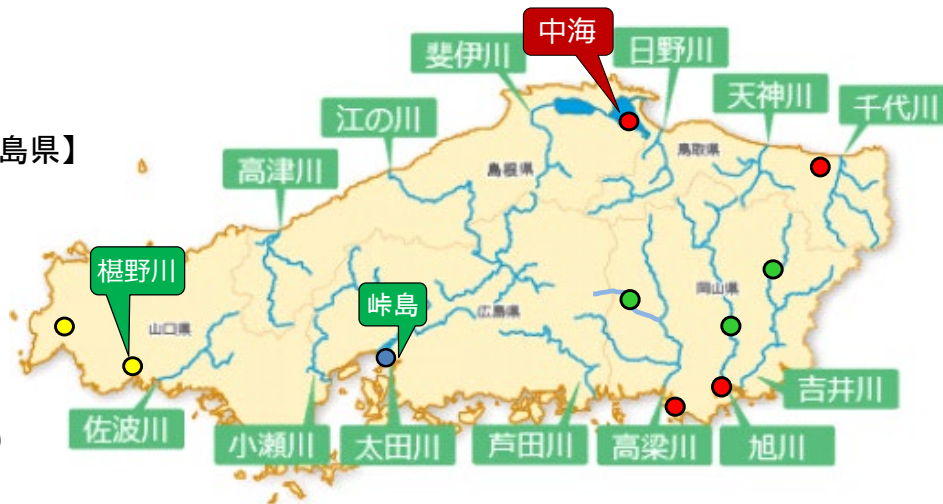 中海
斐伊川
日野川
天神川
千代川
江の川
島県】
高津川
島根県
鳥取県
椹野川
峠島
山口県
広島県
岡山県
佐波川
小瀬川
太田川
芦田川
高梁川
旭川
吉井川
)